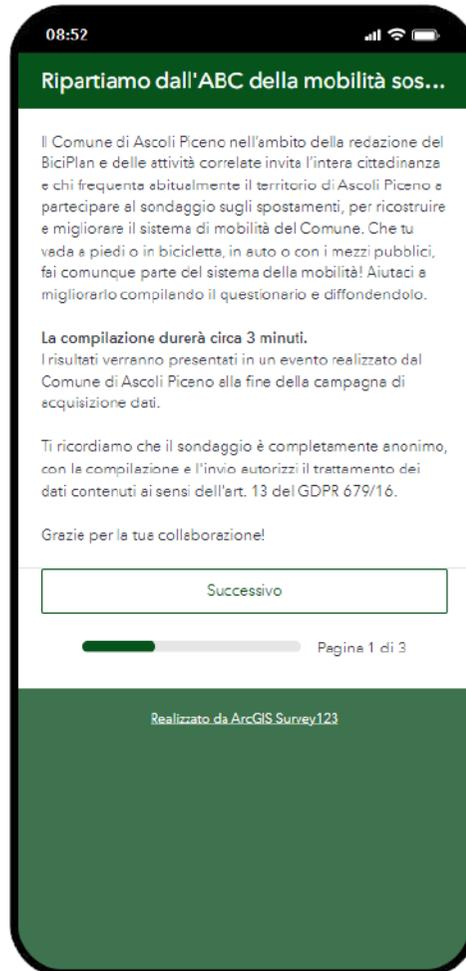 08:52
Ripartiamo dall'ABC della mobilità sos...
Il Comune di Ascoli Piceno nell'ambito della redazione del
BiciPlan e delle attività correlate invita l'intera cittadinanza
e chi frequenta abitualmente il territorio di Ascoli Piceno a
partecipare al sondaggio sugli spostamenti, per ricostruire
e migliorare il sistema di mobilità del Comune. Che tu
vada a piedi o in bicicletta, in auto o con i mezzi pubblici,
fai comunque parte del sistema della mobilità! Aiutaci a
migliorarlo compilando il questionario e diffondendolo.
La compilazione durerà circa 3 minuti.
I risultati verranno presentati in un evento realizzato dal
Comune di Ascoli Piceno alla fine della campagna di
acquisizione dati.
Ti ricordiamo che il sondaggio è completamente anonimo,
con la compilazione e l'invio autorizzi il trattamento dei
dati contenuti ai sensi dell'art. 13 del GDPR 679/16.
Grazie per la tua collaborazione!
Successivo
Pagina 1 di 3
Realizzato da ArcGIS Survey123